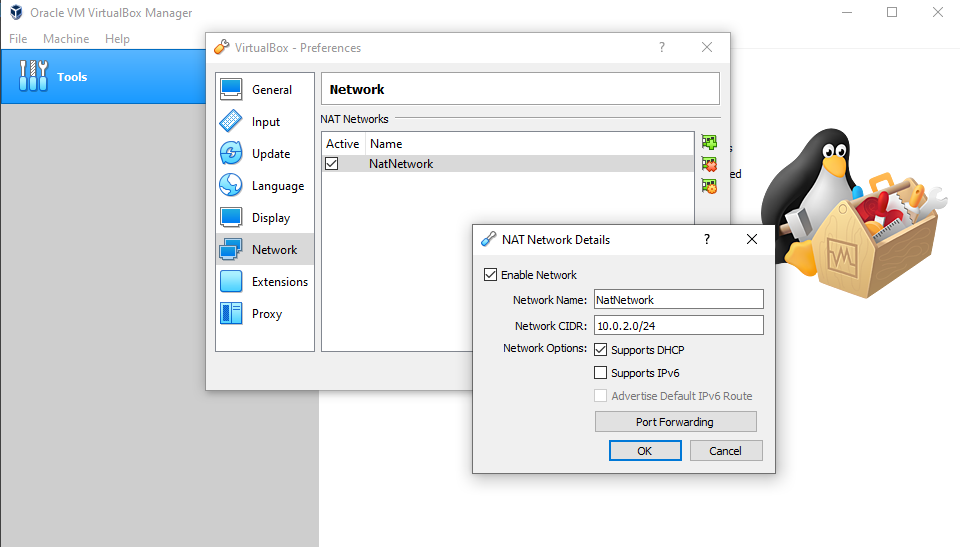 Oracle VM VirtualBox Manager
File Machine Help
Tools
VirtualBox - Preferences
?
General
Input
Update
Language
Display
Network
Extensions
Proxy
Network
NAT Networks
Active Name
NatNetwork
NAT Network Details
?
Enable Network
Network Name: NatNetwork
Network CIDR: 10.0.2.0/24
Network Options: Supports DHCP
Supports IPv6
Advertise Default IPv6 Route
Port Forwarding
OK Cancel